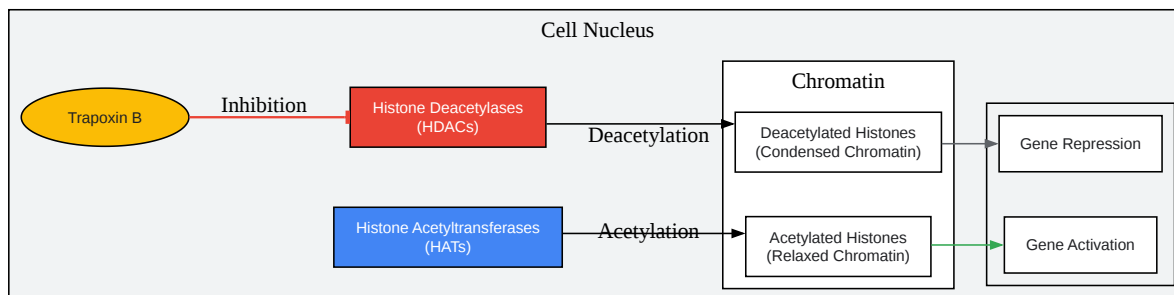 Cell Nucleus
Trapoxin B
Inhibition
Histone Deacetylases
(HDACs)
Deacetylation
Chromatin
Deacetylated Histones
(Condensed Chromatin)
Gene Repression
Histone Acetyltransferases
(HATs)
Acetylation
Acetylated Histones
(Relaxed Chromatin)
Gene Activation